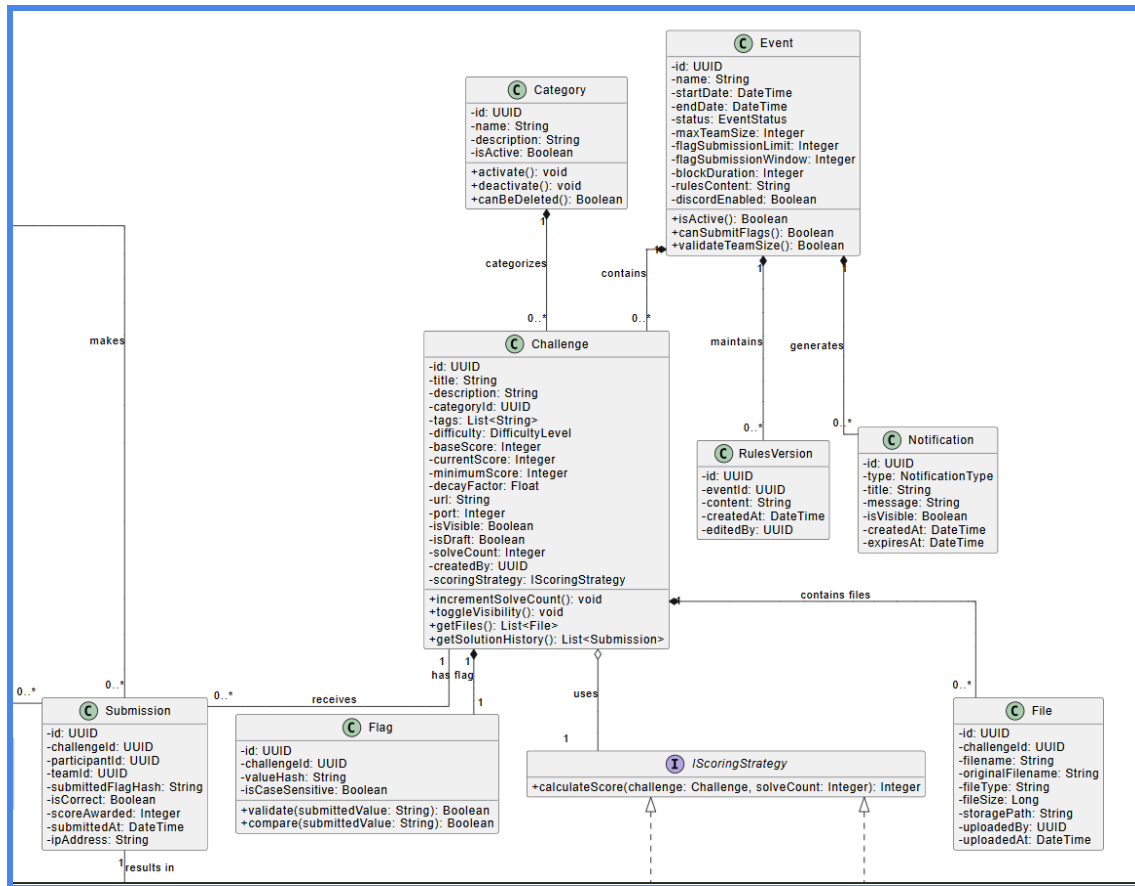 C Event
-id: UUID
-name: String
-startDate: DateTime
-endDate: DateTime
-status: EventStatus
-maxTeamSize: Integer
-flagSubmissionLimit: Integer
-flagSubmissionWindow: Integer
-blockDuration: Integer
-rulesContent: String
-discordEnabled: Boolean
+isActive(): Boolean
+canSubmitFlags(): Boolean
+validateTeamSize(): Boolean
C Category
-id: UUID
-name: String
-description: String
-isActive: Boolean
+activate(): void
+deactivate(): void
+canBeDeleted(): Boolean
1
categorizes
0..*
1
contains
0..*
1
maintains
0..*
1
generates
0..*
makes
0..*
C Challenge
-id: UUID
-title: String
-description: String
-categoryId: UUID
-tags: List<String>
-difficulty: DifficultyLevel
-baseScore: Integer
-currentScore: Integer
-minimumScore: Integer
-decayFactor: Float
-url: String
-port: Integer
-isVisible: Boolean
-isDraft: Boolean
-solveCount: Integer
-createdBy: UUID
-scoringStrategy: IScoringStrategy
+incrementSolveCount(): void
+toggleVisibility(): void
+getFiles(): List<File>
+getSolutionHistory(): List<Submission>
C RulesVersion
-id: UUID
-eventId: UUID
-content: String
-createdAt: DateTime
-editedBy: UUID
C Notification
-id: UUID
-type: NotificationType
-title: String
-message: String
-isVisible: Boolean
-createdAt: DateTime
-expiresAt: DateTime
1
contains files
0..*
1
has flag
1
1
receives
0..*
uses
1
0..*
C Submission
-id: UUID
-challengeId: UUID
-participantId: UUID
-teamId: UUID
-submittedFlagHash: String
-isCorrect: Boolean
-scoreAwarded: Integer
-submittedAt: DateTime
-ipAddress: String
1
results in
C Flag
-id: UUID
-challengeId: UUID
-valueHash: String
-isCaseSensitive: Boolean
+validate(submittedValue: String): Boolean
+compare(submittedValue: String): Boolean
I IScoringStrategy
+calculateScore(challenge: Challenge, solveCount: Integer): Integer
C File
-id: UUID
-challengeId: UUID
-filename: String
-originalFilename: String
-fileType: String
-fileSize: Long
-storagePath: String
-uploadedBy: UUID
-uploadedAt: DateTime